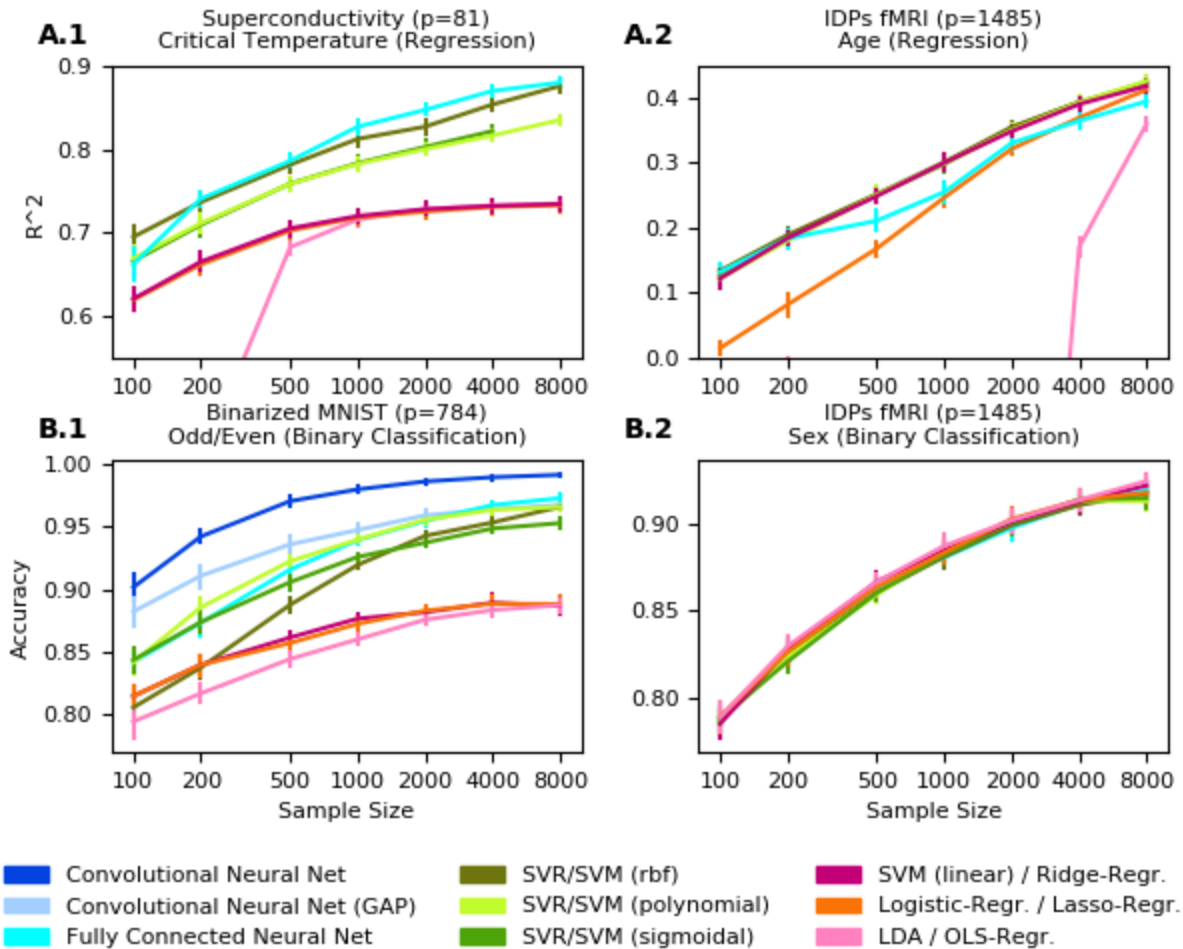 A.1
Superconductivity (p=81)
Critical Temperature (Regression)
R^2
0.9
0.8
0.7
0.6
100 200 500 1000 2000 4000 8000
A.2
IDPs fMRI (p=1485)
Age (Regression)
0.4
0.3
0.2
0.1
0.0
100 200 500 1000 2000 4000 8000
B.1
Binarized MNIST (p=784)
Odd/Even (Binary Classification)
Accuracy
1.00
0.95
0.90
0.85
0.80
100 200 500 1000 2000 4000 8000
Sample Size
B.2
IDPs fMRI (p=1485)
Sex (Binary Classification)
0.90
0.85
0.80
100 200 500 1000 2000 4000 8000
Sample Size
Convolutional Neural Net
Convolutional Neural Net (GAP)
Fully Connected Neural Net
SVR/SVM (rbf)
SVR/SVM (polynomial)
SVR/SVM (sigmoidal)
SVM (linear) / Ridge-Regr.
Logistic-Regr. / Lasso-Regr.
LDA / OLS-Regr.